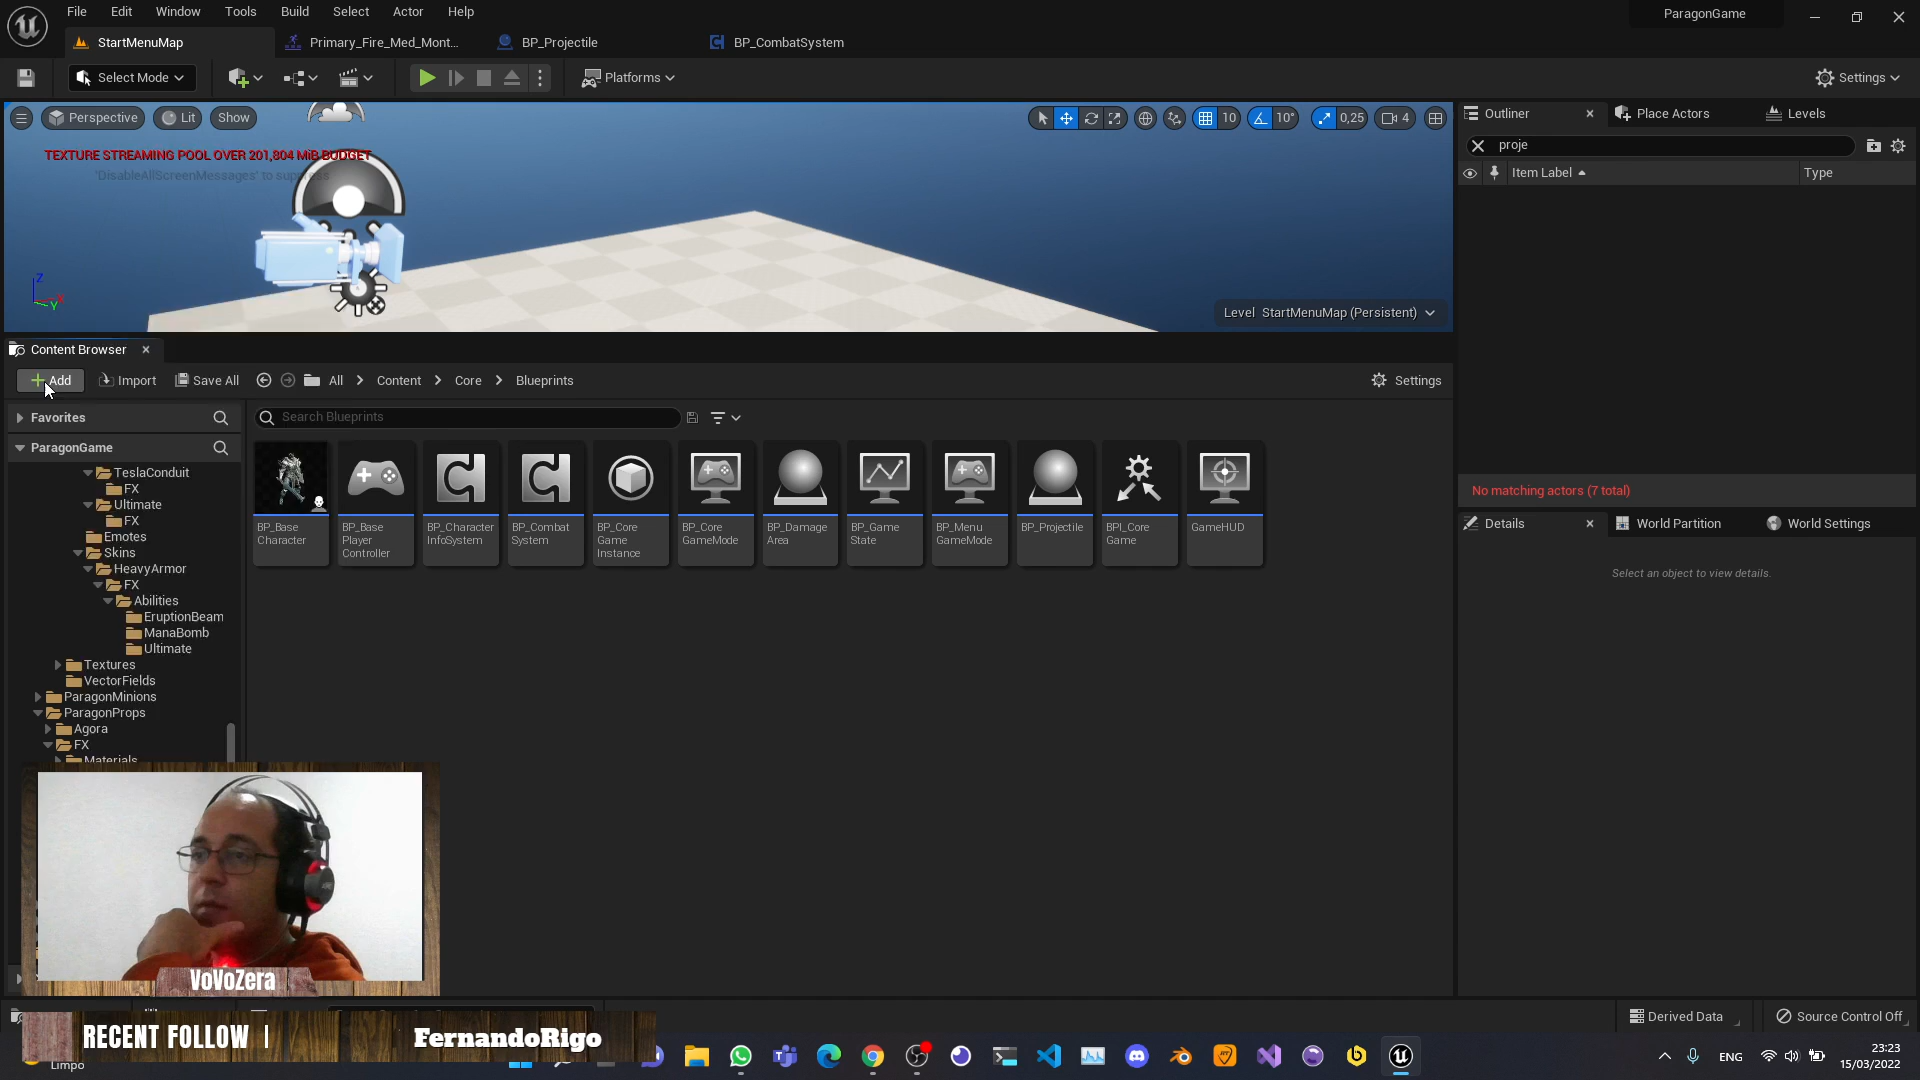 File Edit Window Tools Build Select Actor Help
ParagonGame
StartMenuMap
Primary_Fire_Med_Mont...
BP_Projectile
BP_CombatSystem
Select Mode
Platforms
Settings
Perspective
Lit
Show
10
10°
0,25
4
TEXTURE STREAMING POOL OVER 201,804 MiB BUDGET
'DisableAllScreenMessages' to suppress
Z
X
Y
Level StartMenuMap (Persistent)
Outliner
Place Actors
Levels
proje
Item Label
Type
No matching actors (7 total)
Details
World Partition
World Settings
Select an object to view details.
Content Browser
Add
Import
Save All
All
Content
Core
Blueprints
Settings
Favorites
Search Blueprints
ParagonGame
TeslaConduit
FX
Ultimate
FX
Emotes
Skins
HeavyArmor
FX
Abilities
EruptionBeam
ManaBomb
Ultimate
Textures
VectorFields
ParagonMinions
ParagonProps
Agora
FX
Materials
BP_Base
Character
BP_Base
Player
Controller
BP_Character
InfoSystem
BP_Combat
System
BP_Core
Game
Instance
BP_Core
GameMode
BP_Damage
Area
BP_Game
State
BP_Menu
GameMode
BP_Projectile
BPI_Core
Game
GameHUD
VoVoZera
RECENT FOLLOW |
FernandoRigo
Derived Data
Source Control Off
Limpo
ENG
23:23
15/03/2022